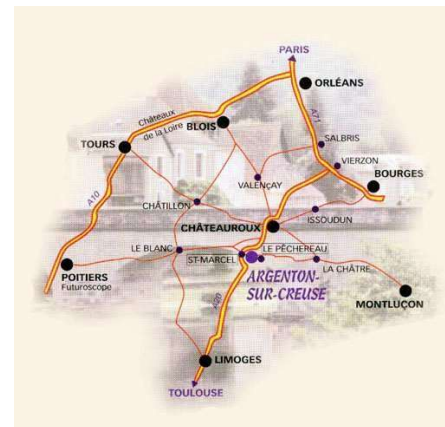 PARIS
ORLÉANS
Châteaux
de la Loire
BLOIS
A71
TOURS
SALBRIS
VIERZON
VALENÇAY
BOURGES
A10
CHÂTILLON
ISSOUDUN
CHÂTEAUROUX
LE BLANC
LE PÊCHEREAU
ST-MARCEL
LA CHÂTRE
POITIERS
Futuroscope
ARGENTON-
SUR-CREUSE
MONTLUÇON
A20
LIMOGES
TOULOUSE